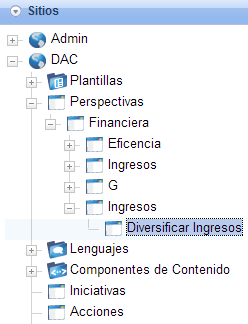 Sitios
Admin
DAC
Plantillas
Perspectivas
Financiera
Eficencia
Ingresos
G
Ingresos
Diversificar Ingresos
Lenguajes
Componentes de Contenido
Iniciativas
Acciones